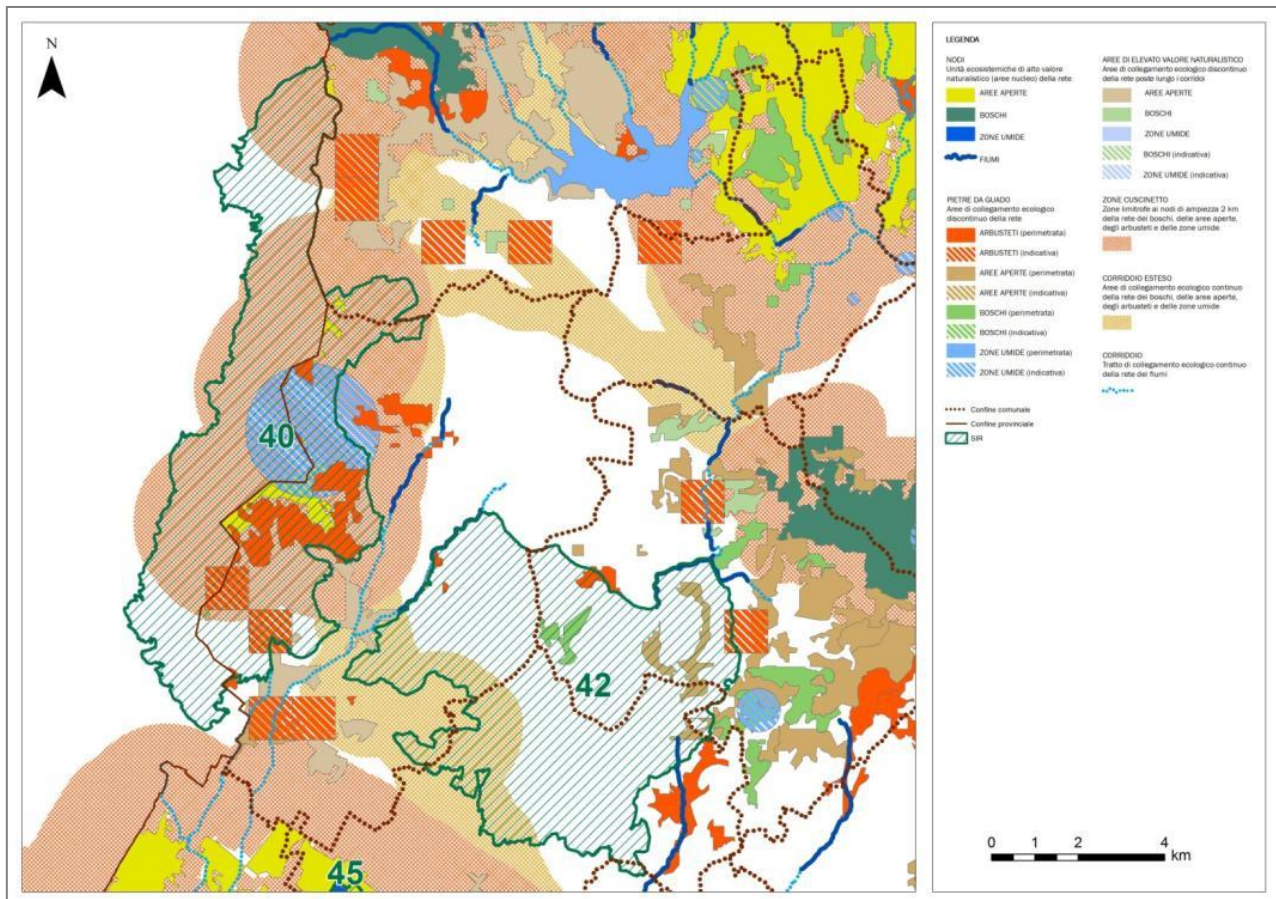 N
40
42
45
LEGENDA
NODI
Unità ecosistemiche di alto valore
naturalistico (aree nucleo) della rete
AREE APERTE
BOSCHI
ZONE UMIDE
FIUMI
PIETRE DA GUADO
Aree di collegamento ecologico
discontinuo della rete
ARBUSTETI (perimetrata)
ARBUSTETI (indicativa)
AREE APERTE (perimetrata)
AREE APERTE (indicativa)
BOSCHI (perimetrata)
BOSCHI (indicativa)
ZONE UMIDE (perimetrata)
ZONE UMIDE (indicativa)
Confine comunale
Confine provinciale
SIR
AREE DI ELEVATO VALORE NATURALISTICO
Aree di collegamento ecologico discontinuo
della rete poste lungo i corridoi
AREE APERTE
BOSCHI
ZONE UMIDE
BOSCHI (indicativa)
ZONE UMIDE (indicativa)
ZONE CUSCINETTO
Zone limitrofe ai nodi di ampiezza 2 km
della rete dei boschi, delle aree aperte,
degli arbusteti e delle zone umide
CORRIDOIO ESTESO
Aree di collegamento ecologico continuo
della rete dei boschi, delle aree aperte,
degli arbusteti e delle zone umide
CORRIDOIO
Tratto di collegamento ecologico continuo
della rete dei fiumi
0 1 2 4
km